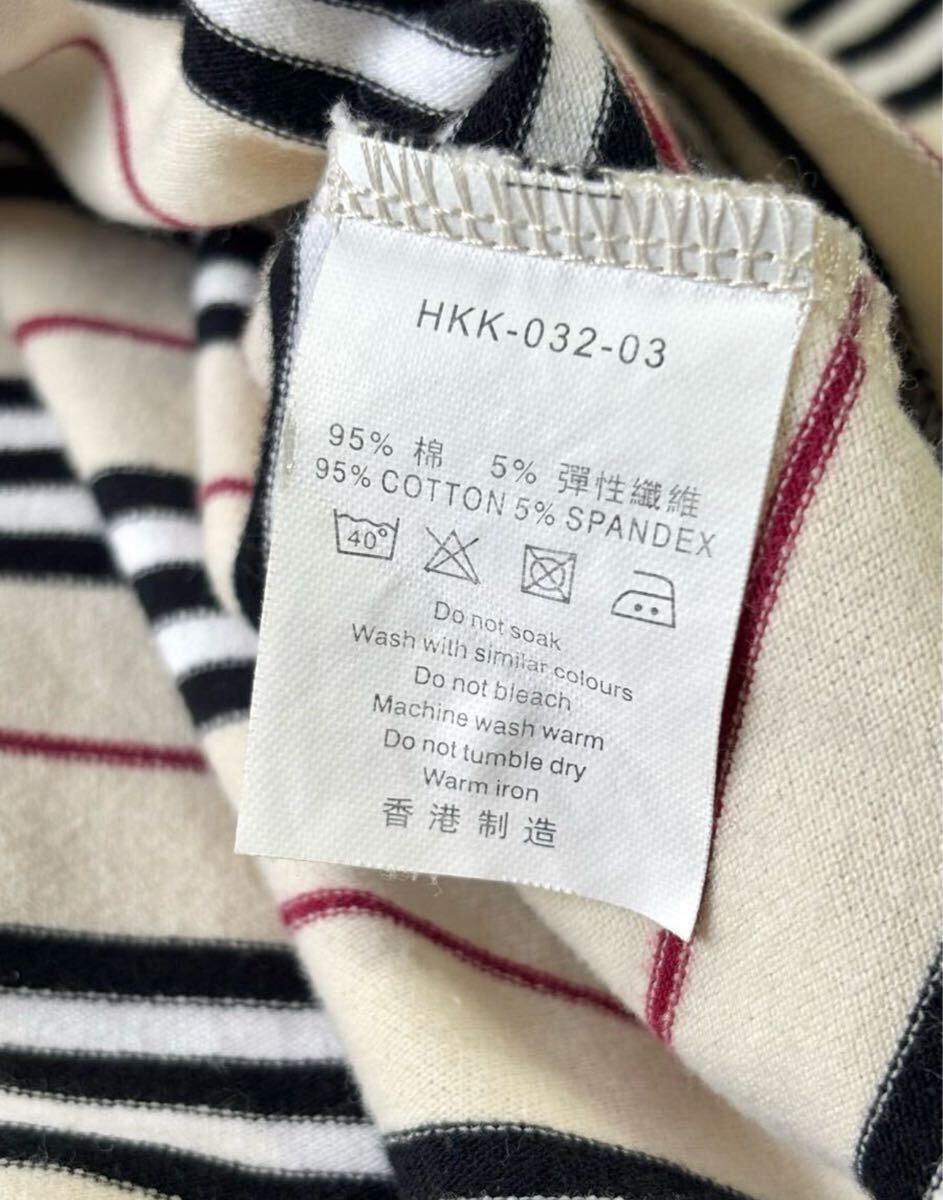 HKK-032-03
95% 棉 5% 彈性纖維
95% COTTON 5% SPANDEX
40°
Do not soak
Wash with similar colours
Do not bleach
Machine wash warm
Do not tumble dry
Warm iron
香港制造